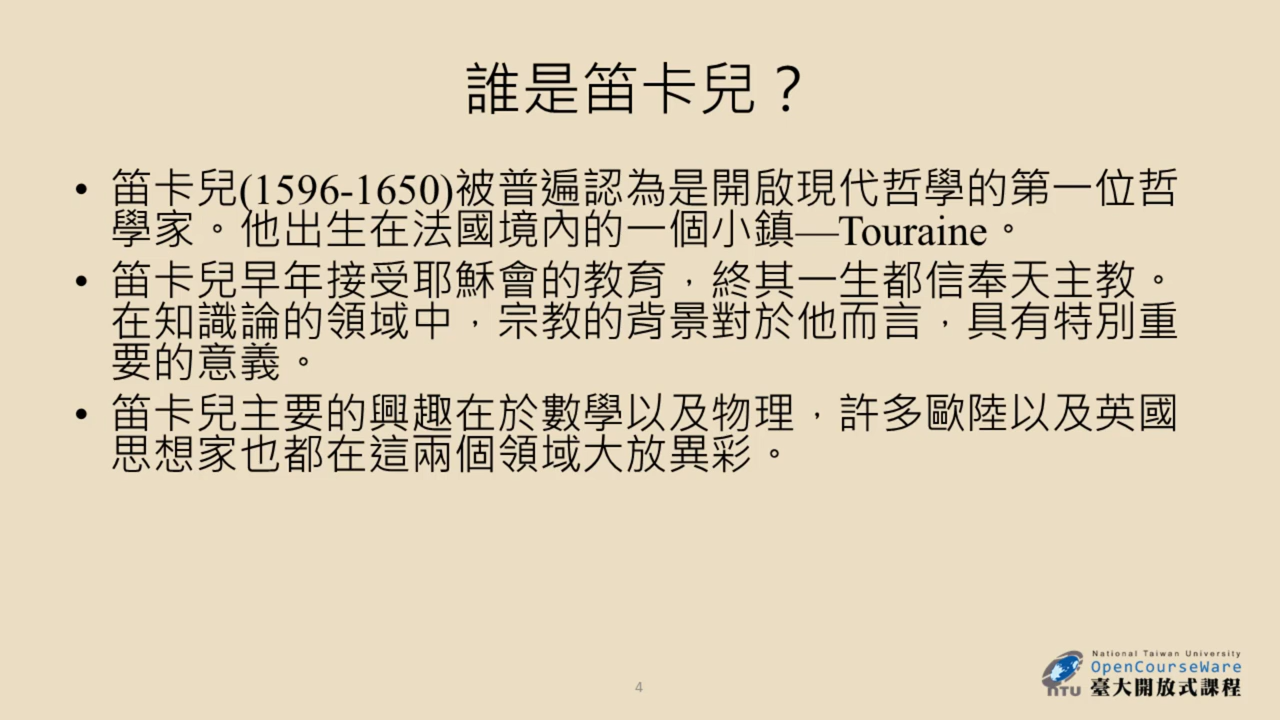 誰是笛卡兒？
• 笛卡兒(1596-1650)被普遍認為是開啟現代哲學的第一位哲
學家。他出生在法國境內的一個小鎮—Touraine。
• 笛卡兒早年接受耶穌會的教育，終其一生都信奉天主教。
在知識論的領域中，宗教的背景對於他而言，具有特別重
要的意義。
• 笛卡兒主要的興趣在於數學以及物理，許多歐陸以及英國
思想家也都在這兩個領域大放異彩。
National Taiwan University
OpenCourseWare
NTU 臺大開放式課程
4